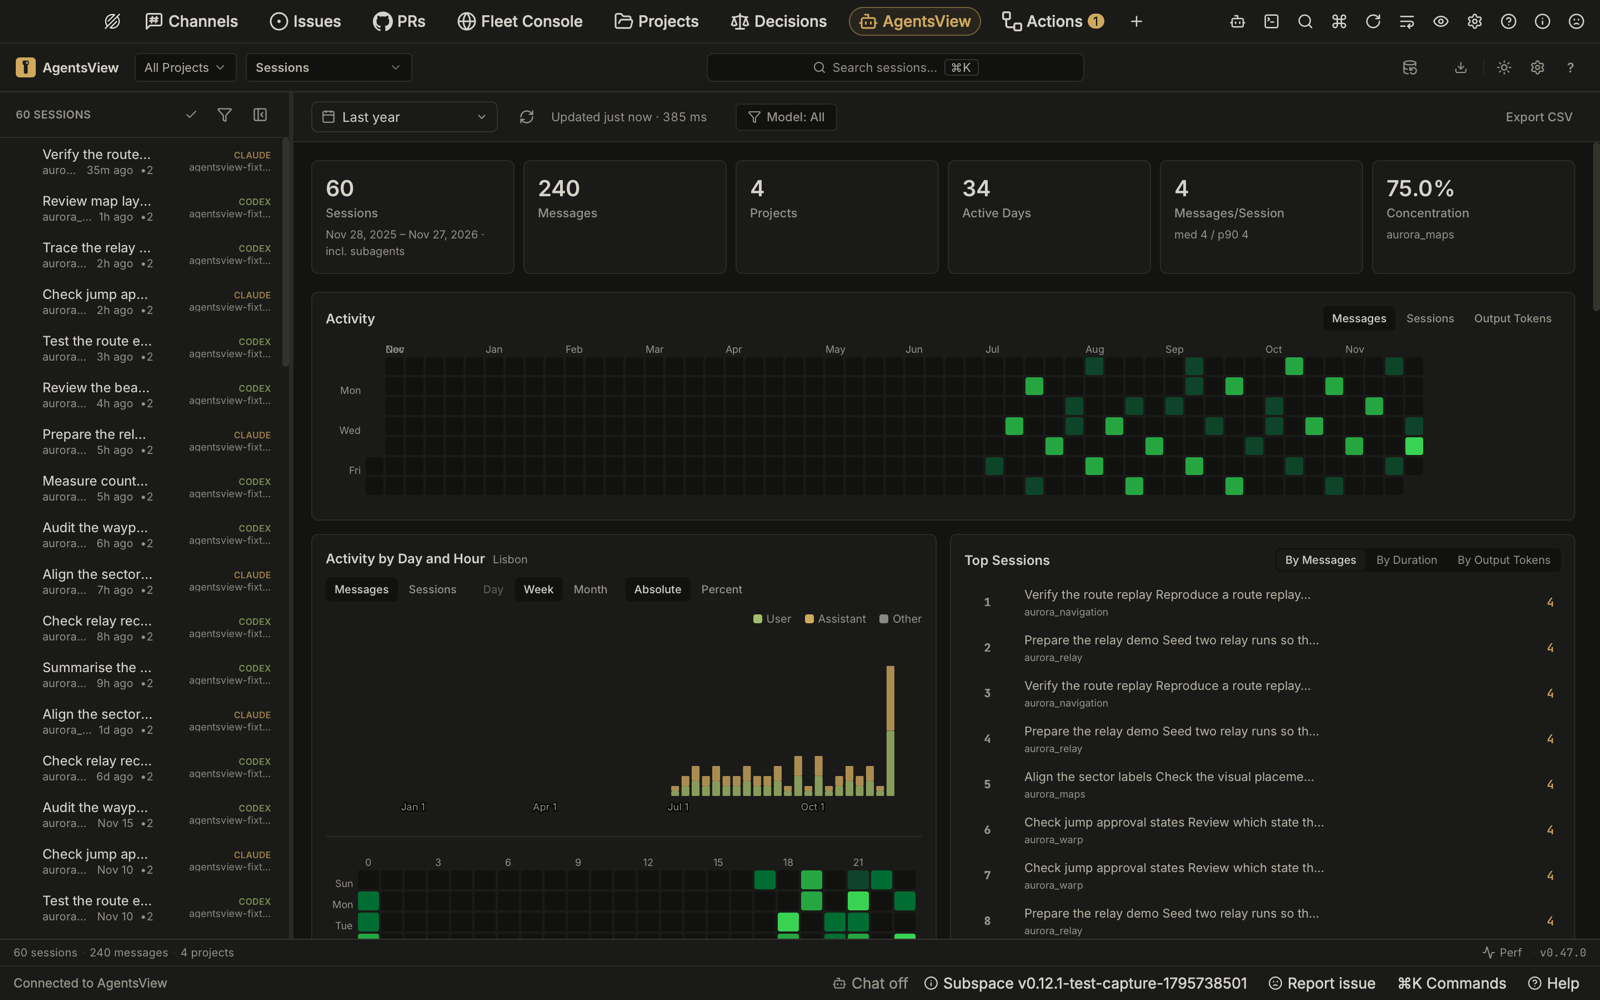 Channels
Issues
PRs
Fleet Console
Projects
Decisions
AgentsView
Actions 1
AgentsView
All Projects
Sessions
Search sessions... ⌘K
?
60 SESSIONS
Last year
Updated just now · 385 ms
Model: All
Export CSV
Verify the route... CLAUDE
auro... 35m ago •2 agentsview-fixt...
Review map lay... CODEX
aurora_... 1h ago •2 agentsview-fixt...
Trace the relay ... CODEX
aurora... 2h ago •2 agentsview-fixt...
Check jump ap... CLAUDE
aurora... 2h ago •2 agentsview-fixt...
Test the route e... CODEX
aurora... 3h ago •2 agentsview-fixt...
Review the bea... CODEX
aurora... 4h ago •2 agentsview-fixt...
Prepare the rel... CLAUDE
aurora... 5h ago •2 agentsview-fixt...
Measure count... CODEX
aurora... 5h ago •2 agentsview-fixt...
Audit the wayp... CODEX
aurora... 6h ago •2 agentsview-fixt...
Align the sector... CLAUDE
aurora... 7h ago •2 agentsview-fixt...
Check relay rec... CODEX
aurora... 8h ago •2 agentsview-fixt...
Summarise the ... CODEX
aurora... 9h ago •2 agentsview-fixt...
Align the sector... CLAUDE
aurora_... 1d ago •2 agentsview-fixt...
Check relay rec... CODEX
aurora... 6d ago •2 agentsview-fixt...
Audit the wayp... CODEX
aurora... Nov 15 •2 agentsview-fixt...
Check jump ap... CLAUDE
aurora... Nov 10 •2 agentsview-fixt...
Test the route e... CODEX
aurora... Nov 10 •2 agentsview-fixt...
60
Sessions
Nov 28, 2025 – Nov 27, 2026 ·
incl. subagents
240
Messages
4
Projects
34
Active Days
4
Messages/Session
med 4 / p90 4
75.0%
Concentration
aurora_maps
Activity
Messages Sessions Output Tokens
Dec Jan Feb Mar Apr May Jun Jul Aug Sep Oct Nov
Mon
Wed
Fri
Activity by Day and Hour Lisbon
Messages Sessions Day Week Month Absolute Percent
User Assistant Other
Jan 1 Apr 1 Jul 1 Oct 1
0 3 6 9 12 15 18 21
Sun
Mon
Tue
Top Sessions
By Messages By Duration By Output Tokens
1 Verify the route replay Reproduce a route replay... 4
aurora_navigation
2 Prepare the relay demo Seed two relay runs so th... 4
aurora_relay
3 Verify the route replay Reproduce a route replay... 4
aurora_navigation
4 Prepare the relay demo Seed two relay runs so th... 4
aurora_relay
5 Align the sector labels Check the visual placeme... 4
aurora_maps
6 Check jump approval states Review which state th... 4
aurora_warp
7 Check jump approval states Review which state th... 4
aurora_warp
8 Prepare the relay demo Seed two relay runs so th... 4
aurora_relay
60 sessions · 240 messages · 4 projects
Perf · v0.47.0
Connected to AgentsView
Chat off
Subspace v0.12.1-test-capture-1795738501
Report issue
⌘K Commands
Help